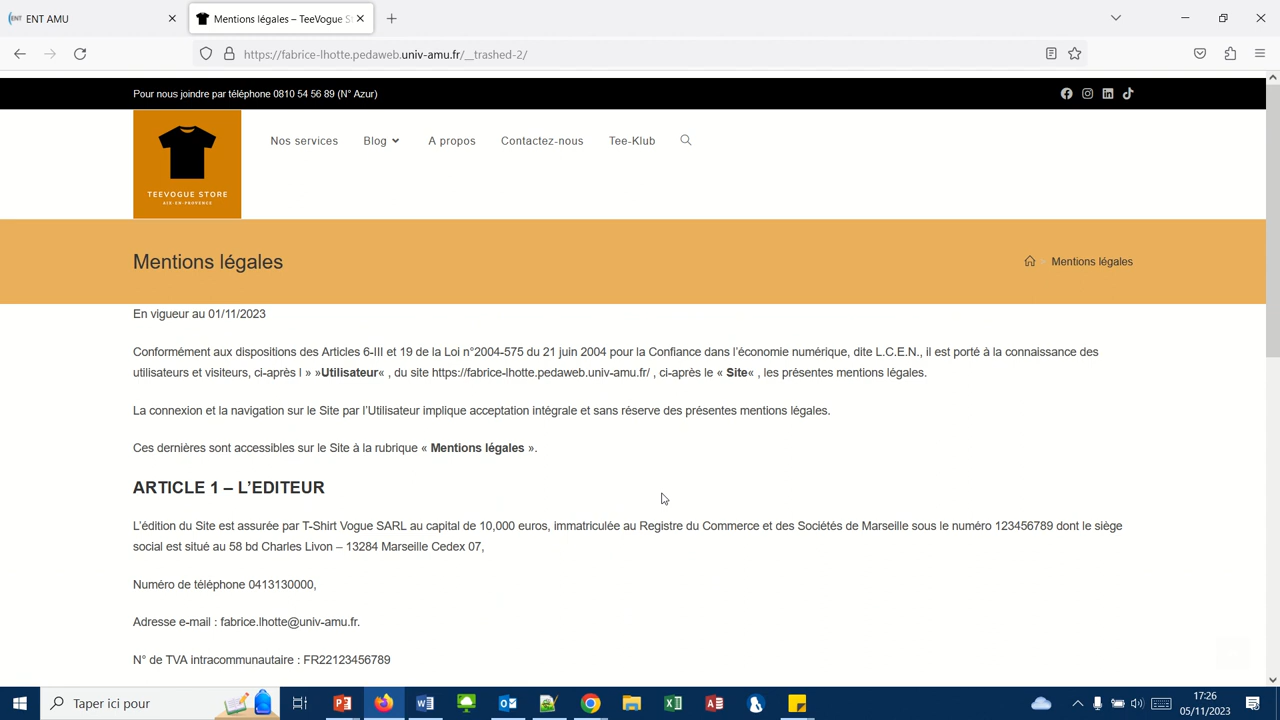 ENT AMU
Mentions légales – TeeVogue S
https://fabrice-lhotte.pedaweb.univ-amu.fr/__trashed-2/
Pour nous joindre par téléphone 0810 54 56 89 (N° Azur)
TEEVOGUE STORE
AIX-EN-PROVENCE
Nos services Blog A propos Contactez-nous Tee-Klub
Mentions légales
Mentions légales
En vigueur au 01/11/2023
Conformément aux dispositions des Articles 6-III et 19 de la Loi n°2004-575 du 21 juin 2004 pour la Confiance dans l’économie numérique, dite L.C.E.N., il est porté à la connaissance des
utilisateurs et visiteurs, ci-après l » »Utilisateur« , du site https://fabrice-lhotte.pedaweb.univ-amu.fr/ , ci-après le « Site« , les présentes mentions légales.
La connexion et la navigation sur le Site par l’Utilisateur implique acceptation intégrale et sans réserve des présentes mentions légales.
Ces dernières sont accessibles sur le Site à la rubrique « Mentions légales ».
ARTICLE 1 – L’EDITEUR
L’édition du Site est assurée par T-Shirt Vogue SARL au capital de 10,000 euros, immatriculée au Registre du Commerce et des Sociétés de Marseille sous le numéro 123456789 dont le siège
social est situé au 58 bd Charles Livon – 13284 Marseille Cedex 07,
Numéro de téléphone 0413130000,
Adresse e-mail : fabrice.lhotte@univ-amu.fr.
N° de TVA intracommunautaire : FR22123456789
Taper ici pour
17:26
05/11/2023